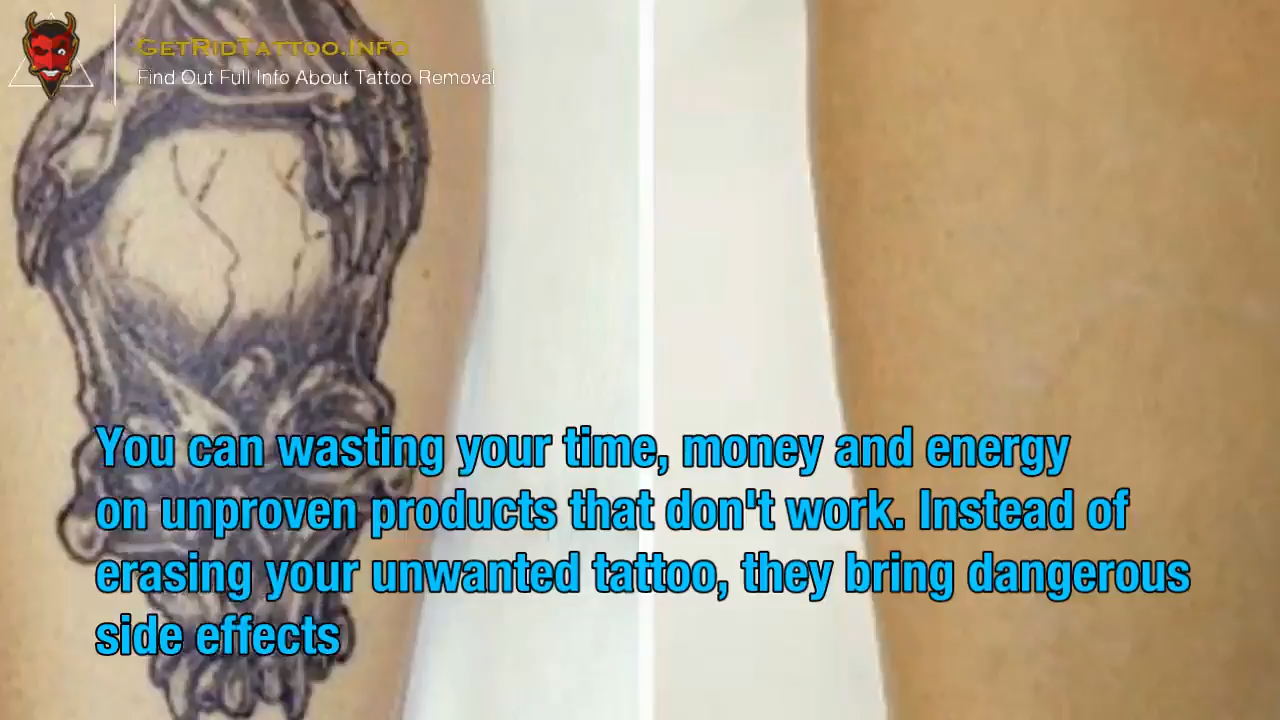 GetRidTattoo.Info
Find Out Full Info About Tattoo Removal
You can wasting your time, money and energy
on unproven products that don't work. Instead of
erasing your unwanted tattoo, they bring dangerous
side effects